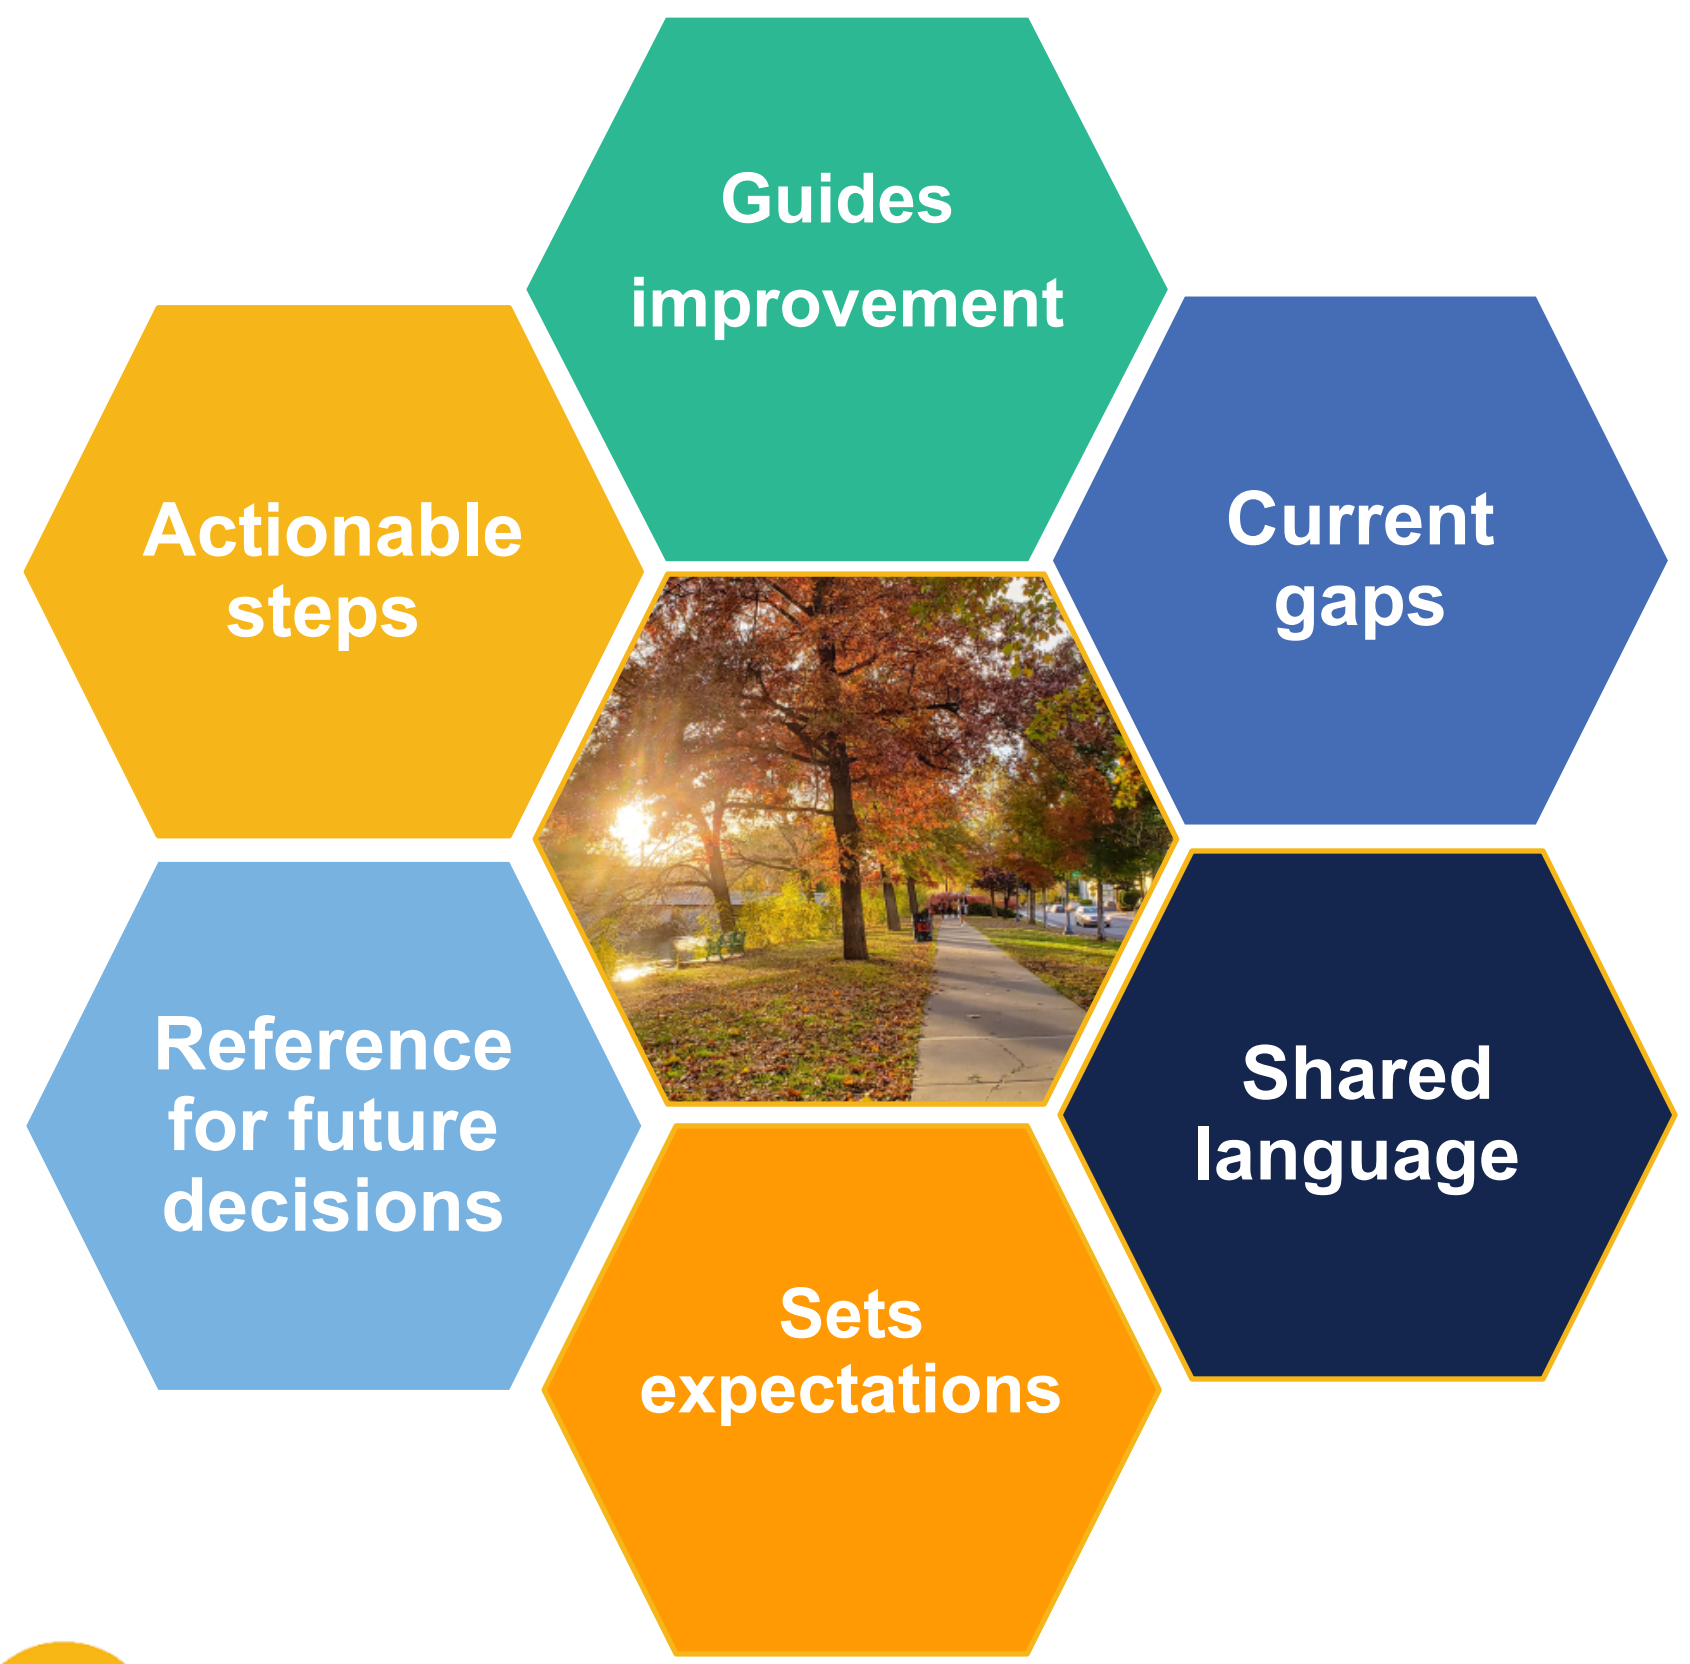 Guides
improvement
Current
gaps
Shared
language
Sets
expectations
Reference
for future
decisions
Actionable
steps